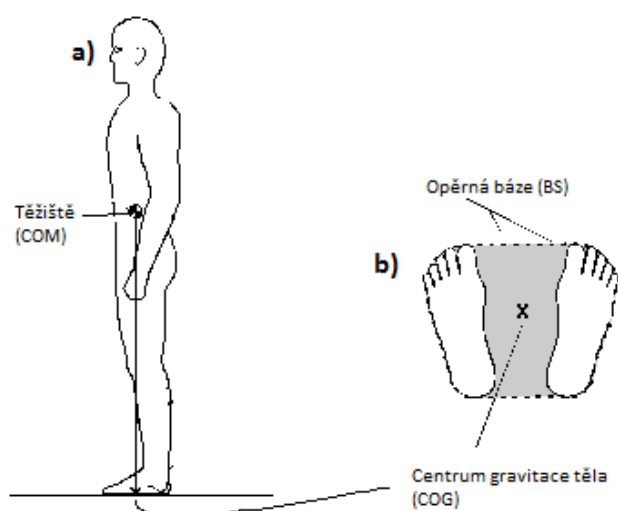 a)
Těžiště
(COM)
Opěrná báze (BS)
b)
X
Centrum gravitace těla
(COG)